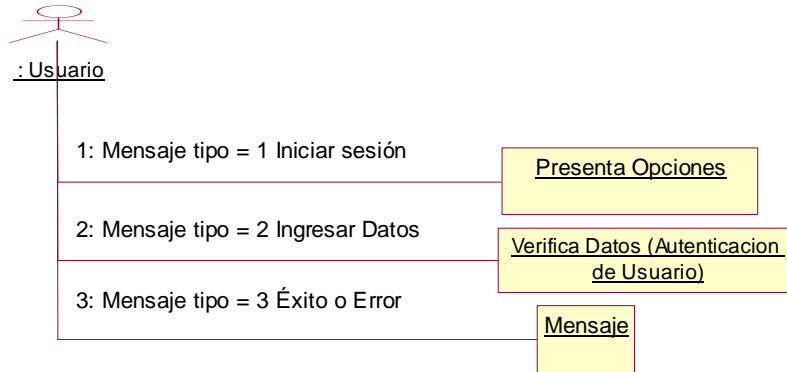 : Usuario
1: Mensaje tipo = 1 Iniciar sesión
Presenta Opciones
2: Mensaje tipo = 2 Ingresar Datos
Verifica Datos (Autenticacion
de Usuario)
3: Mensaje tipo = 3 Éxito o Error
Mensaje